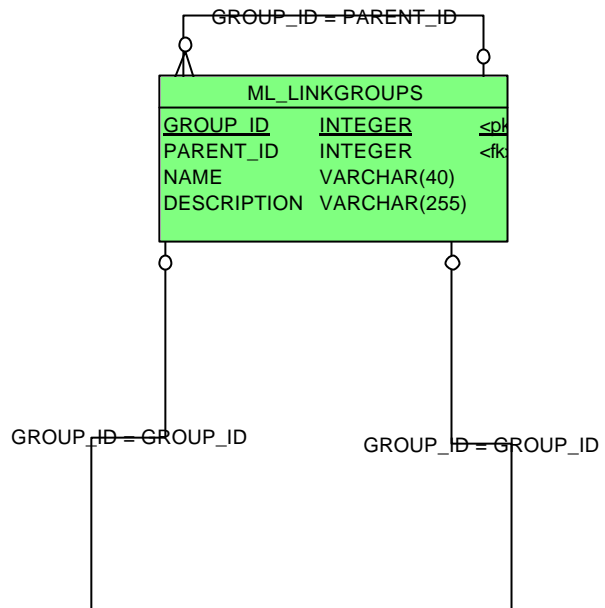 GROUP_ID = PARENT_ID
ML_LINKGROUPS
GROUP_ID INTEGER <pk
PARENT_ID INTEGER <fk>
NAME VARCHAR(40)
DESCRIPTION VARCHAR(255)
GROUP_ID = GROUP_ID
GROUP_ID = GROUP_ID